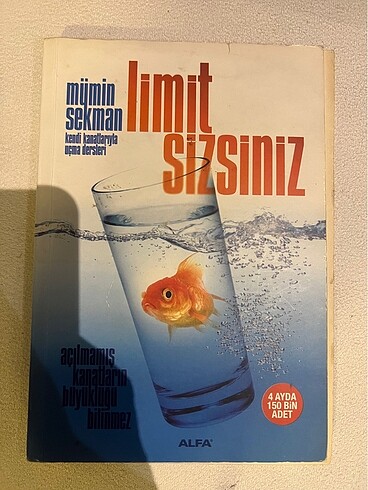 mümin
sekman
kendi kanatlarıyla
uçma dersleri
limit
sizsiniz
açılmamış
kanatların
büyüklüğü
bilinmez
4 AYDA
150 BİN
ADET
ALFA